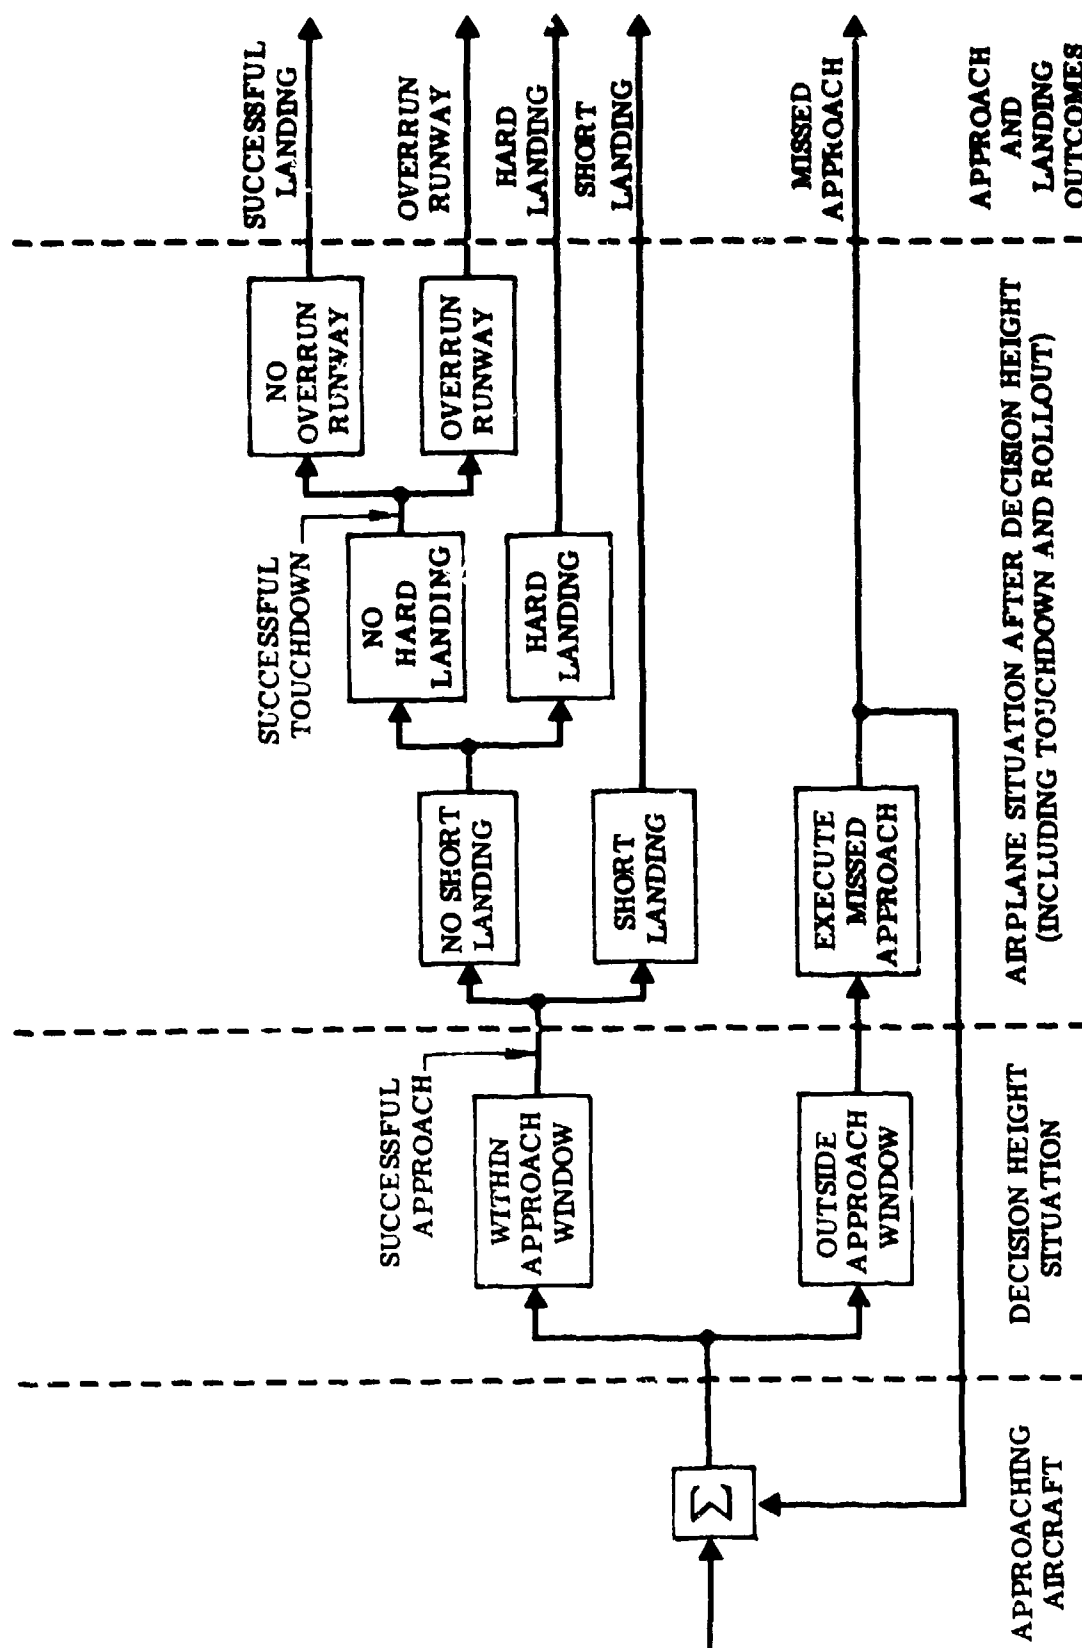 APPROACHING
AIRCRAFT
Σ
DECISION HEIGHT
SITUATION
WITHIN
APPROACH
WINDOW
OUTSIDE
APPROACH
WINDOW
SUCCESSFUL
APPROACH
AIRPLANE SITUATION AFTER DECISION HEIGHT
(INCLUDING TOUCHDOWN AND ROLLOUT)
NO SHORT
LANDING
SHORT
LANDING
EXECUTE
MISSED
APPROACH
SUCCESSFUL
TOUCHDOWN
NO
HARD
LANDING
HARD
LANDING
NO
OVERRUN
RUNWAY
OVERRUN
RUNWAY
SUCCESSFUL
LANDING
OVERRUN
RUNWAY
HARD
LANDING
SHORT
LANDING
MISSED
APPROACH
APPROACH
AND
LANDING
OUTCOMES